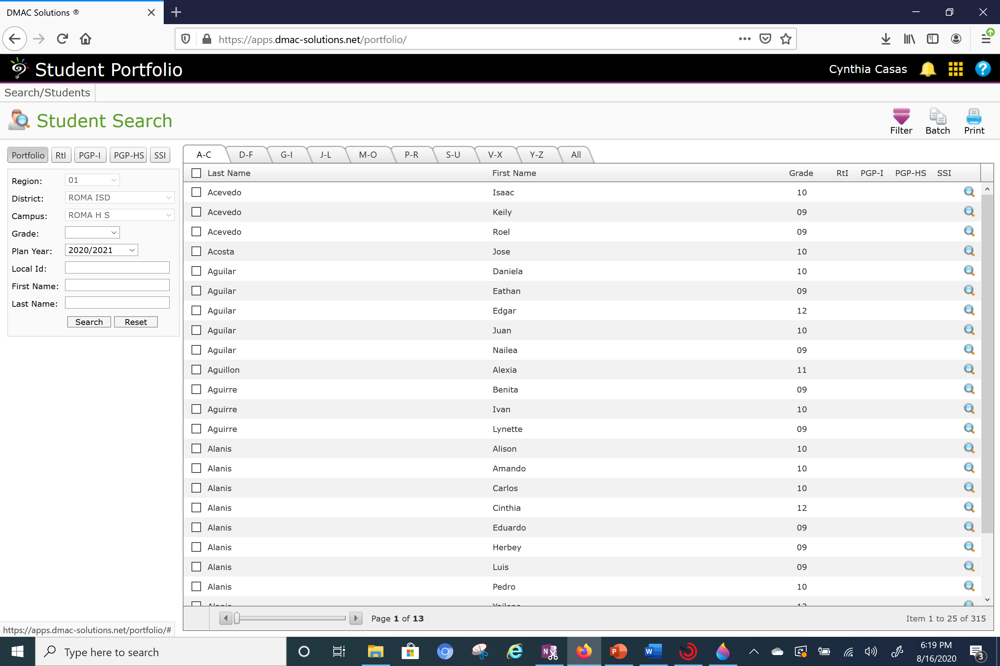 DMAC Solutions ®
https://apps.dmac-solutions.net/portfolio/
Student Portfolio
Cynthia Casas
Search/Students
Student Search
Filter Batch Print
Portfolio RtI PGP-I PGP-HS SSI
Region: 01
District: ROMA ISD
Campus: ROMA H S
Grade:
Plan Year: 2020/2021
Local Id:
First Name:
Last Name:
Search Reset
A-C D-F G-I J-L M-O P-R S-U V-X Y-Z All
Last Name First Name Grade RtI PGP-I PGP-HS SSI
Acevedo Isaac 10
Acevedo Keily 09
Acevedo Roel 09
Acosta Jose 10
Aguilar Daniela 10
Aguilar Eathan 09
Aguilar Edgar 12
Aguilar Juan 10
Aguilar Nailea 09
Aguillon Alexia 11
Aguirre Benita 09
Aguirre Ivan 10
Aguirre Lynette 09
Alanis Alison 10
Alanis Amando 10
Alanis Carlos 10
Alanis Cinthia 12
Alanis Eduardo 09
Alanis Herbey 09
Alanis Luis 09
Alanis Pedro 10
Page 1 of 13
Item 1 to 25 of 315
https://apps.dmac-solutions.net/portfolio/#
Type here to search
6:19 PM
8/16/2020
3